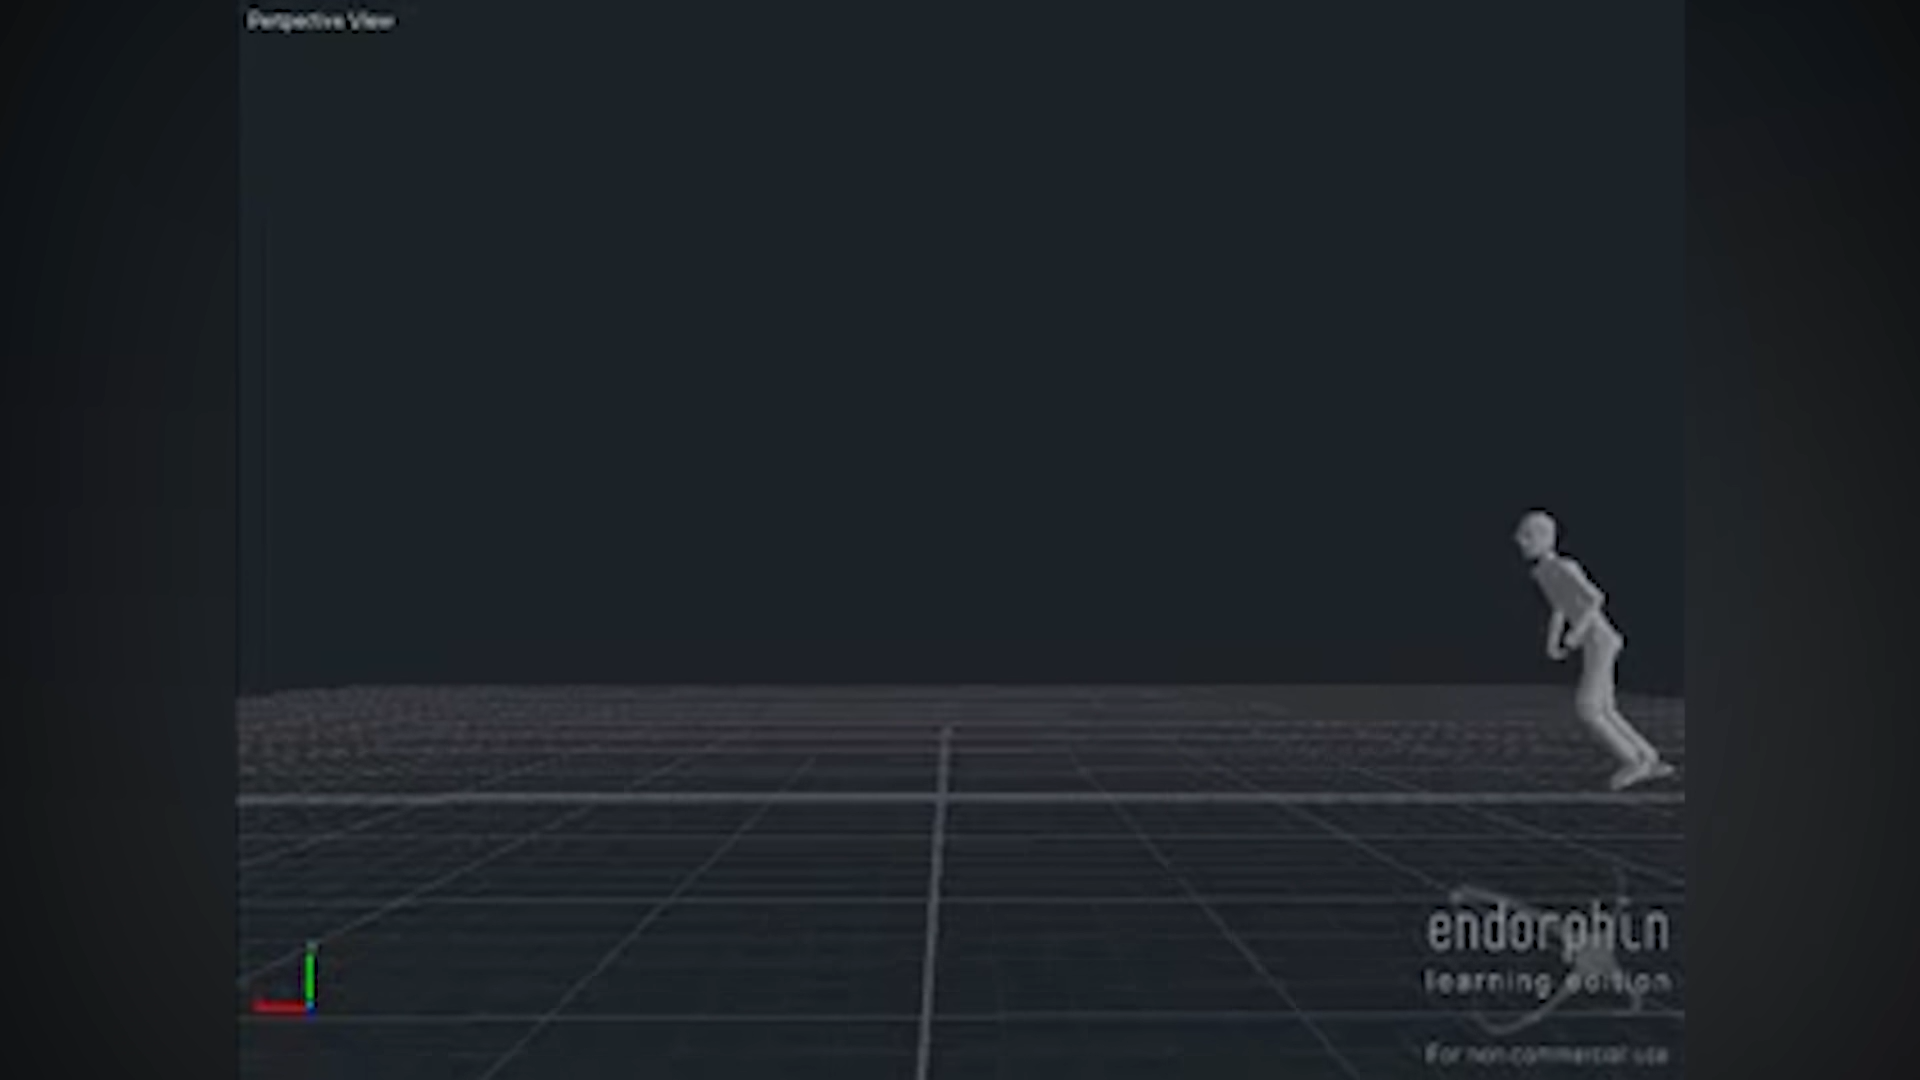 Perspective View
endorphin
learning edition
For non-commercial use